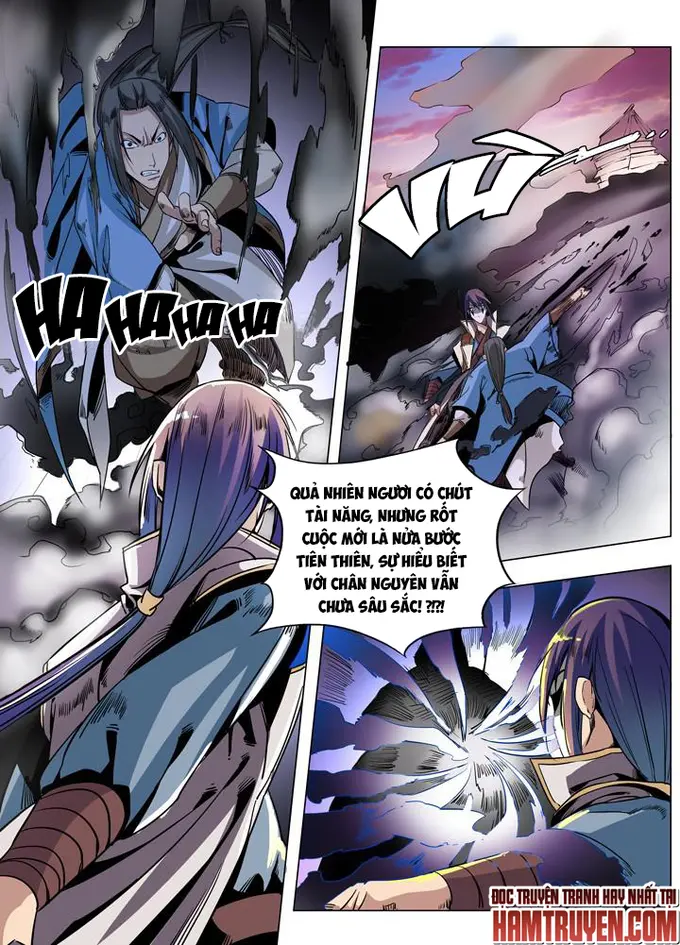 HA HA HA HA
VÙ
QUẢ NHIÊN NGƯƠI CÓ CHÚT
TÀI NĂNG, NHƯNG RỐT
CUỘC MỚI LÀ NỬA BƯỚC
TIÊN THIÊN, SỰ HIỂU BIẾT
VỚI CHÂN NGUYÊN VẪN
CHƯA SÂU SẮC! ???!
ĐỌC TRUYỆN TRANH HAY NHẤT TẠI
HAMTRUYEN.COM